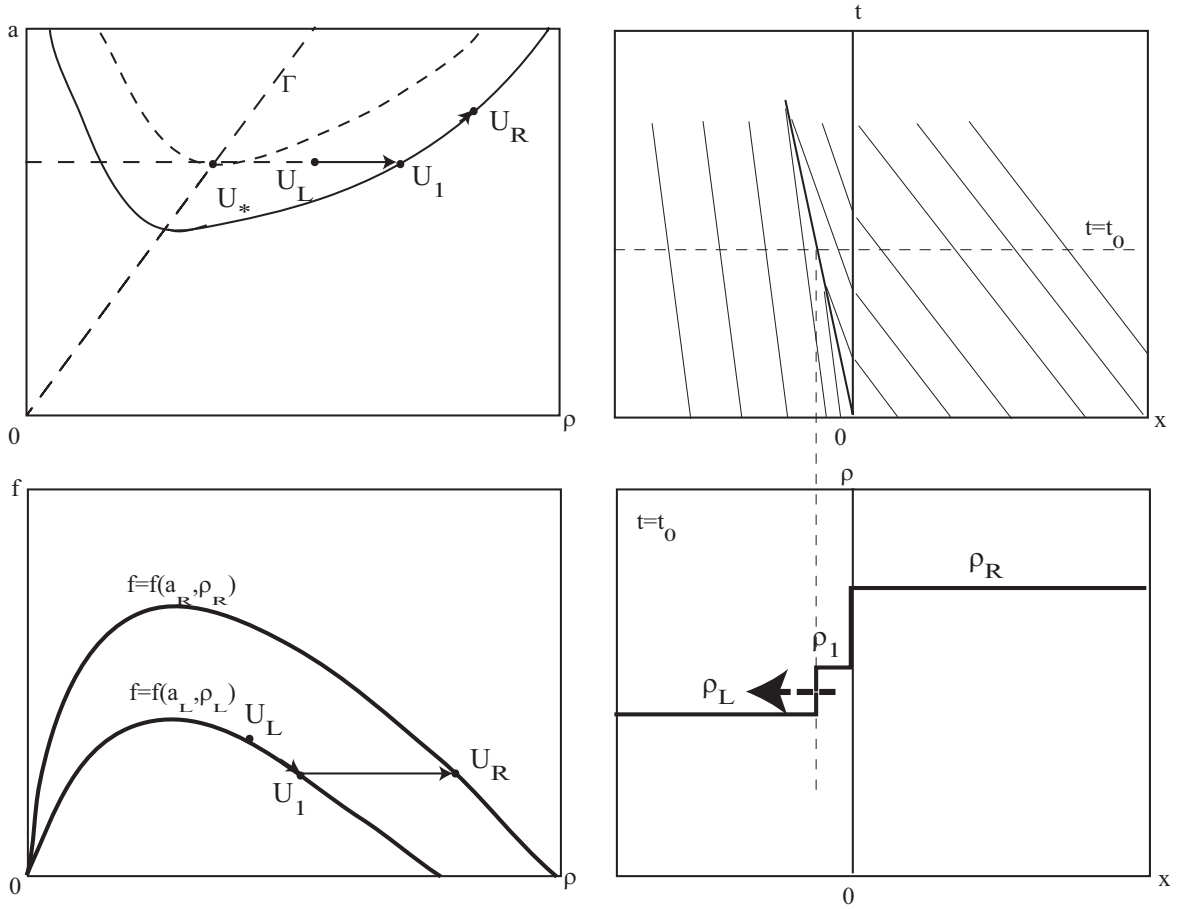 a
Γ
U_R
U_L
U_1
U_*
0
ρ
t
t=t_0
0
x
f
f=f(a_R,ρ_R)
f=f(a_L,ρ_L)
U_L
U_R
U_1
0
ρ
ρ
t=t_0
ρ_R
ρ_1
ρ_L
0
x